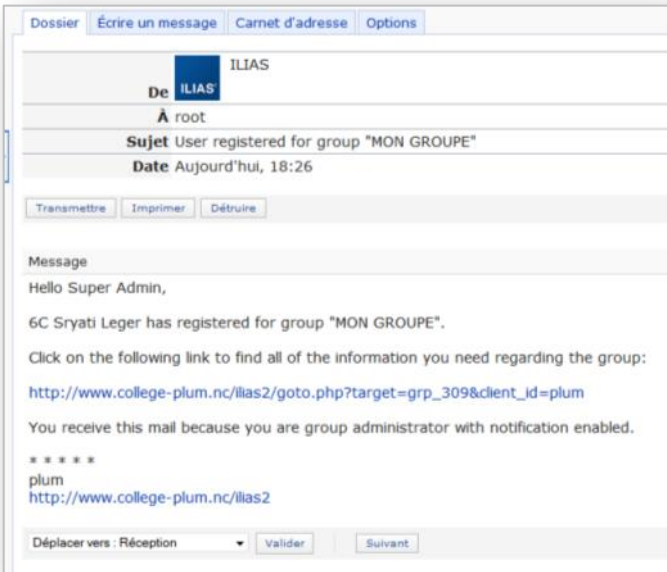 Dossier Écrire un message Carnet d'adresse Options
ILIAS
De ILIAS
À root
Sujet User registered for group "MON GROUPE"
Date Aujourd'hui, 18:26
Transmettre Imprimer Détruire
Message
Hello Super Admin,
6C Sryati Leger has registered for group "MON GROUPE".
Click on the following link to find all of the information you need regarding the group:
http://www.college-plum.nc/ilias2/goto.php?target=grp_309&client_id=plum
You receive this mail because you are group administrator with notification enabled.
* * * * *
plum
http://www.college-plum.nc/ilias2
Déplacer vers : Réception Valider Suivant